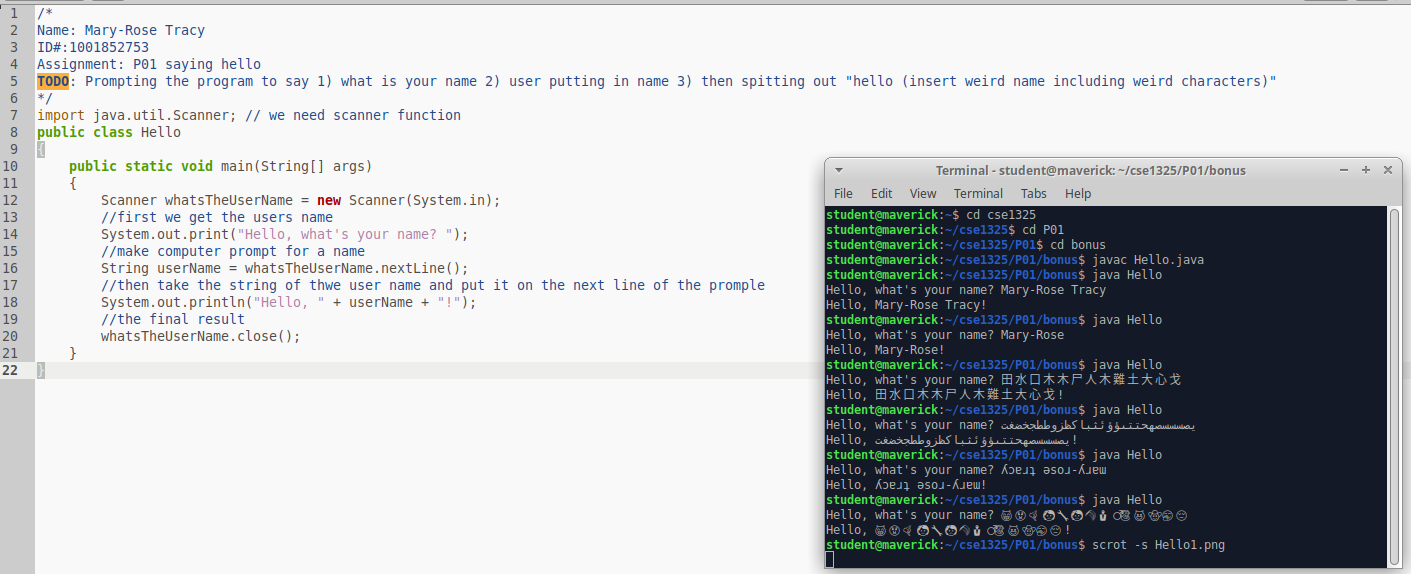 1 /*
2 Name: Mary-Rose Tracy
3 ID#:1001852753
4 Assignment: P01 saying hello
5 TODO: Prompting the program to say 1) what is your name 2) user putting in name 3) then spitting out "hello (insert weird name including weird characters)"
6 */
7 import java.util.Scanner; // we need scanner function
8 public class Hello
9 {
10 public static void main(String[] args)
11 {
12 Scanner whatsTheUserName = new Scanner(System.in);
13 //first we get the users name
14 System.out.print("Hello, what's your name? ");
15 //make computer prompt for a name
16 String userName = whatsTheUserName.nextLine();
17 //then take the string of thwe user name and put it on the next line of the promple
18 System.out.println("Hello, " + userName + "!");
19 //the final result
20 whatsTheUserName.close();
21 }
22 }
Terminal - student@maverick: ~/cse1325/P01/bonus
File Edit View Terminal Tabs Help
student@maverick:~$ cd cse1325
student@maverick:~/cse1325$ cd P01
student@maverick:~/cse1325/P01$ cd bonus
student@maverick:~/cse1325/P01/bonus$ javac Hello.java
student@maverick:~/cse1325/P01/bonus$ java Hello
Hello, what's your name? Mary-Rose Tracy
Hello, Mary-Rose Tracy!
student@maverick:~/cse1325/P01/bonus$ java Hello
Hello, what's your name? Mary-Rose
Hello, Mary-Rose!
student@maverick:~/cse1325/P01/bonus$ java Hello
Hello, what's your name? 田水口木木尸人木難土大心戈
Hello, 田水口木木尸人木難土大心戈!
student@maverick:~/cse1325/P01/bonus$ java Hello
Hello, what's your name?
Hello,
student@maverick:~/cse1325/P01/bonus$ java Hello
Hello, what's your name? ʎɔɐɹʇ ǝsoɹ-ʎɹɐɯ
Hello, ʎɔɐɹʇ ǝsoɹ-ʎɹɐɯ!
student@maverick:~/cse1325/P01/bonus$ java Hello
Hello, what's your name?
Hello, !
student@maverick:~/cse1325/P01/bonus$ scrot -s Hello1.png